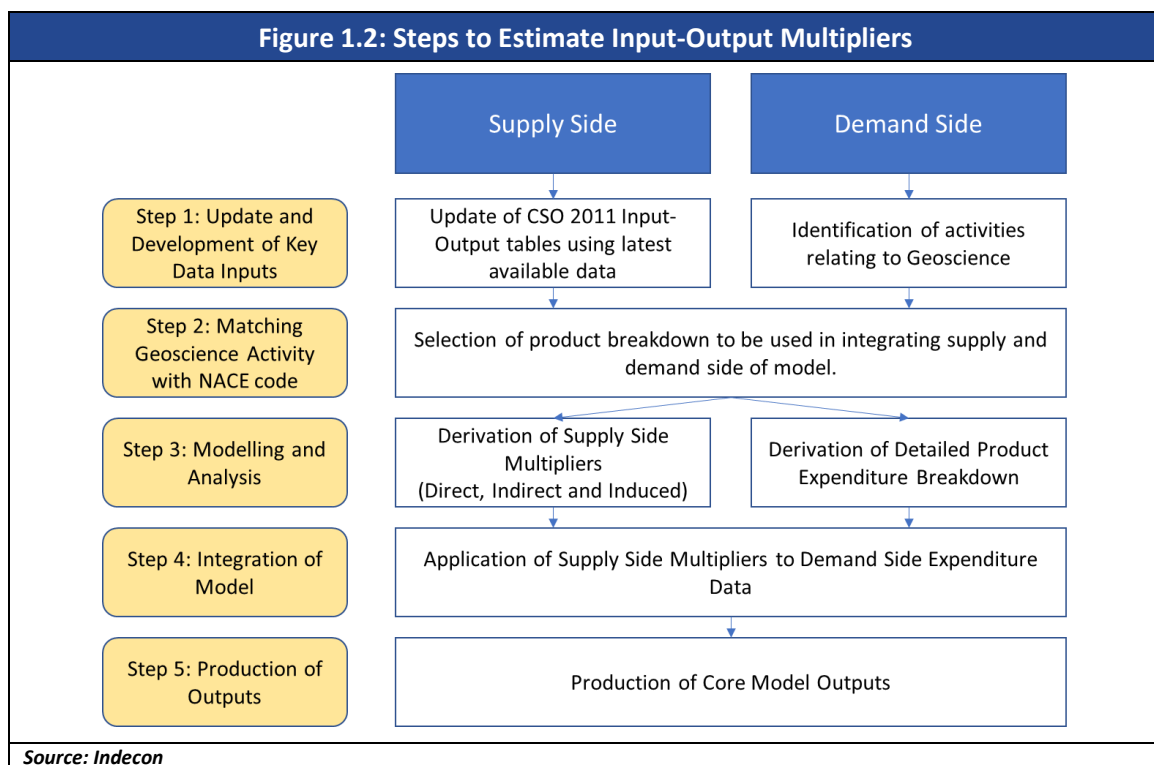 Figure 1.2: Steps to Estimate Input-Output Multipliers
Supply Side
Demand Side
Step 1: Update and
Development of Key
Data Inputs
Update of CSO 2011 Input-
Output tables using latest
available data
Identification of activities
relating to Geoscience
Step 2: Matching
Geoscience Activity
with NACE code
Selection of product breakdown to be used in integrating supply and
demand side of model.
Step 3: Modelling and
Analysis
Derivation of Supply Side
Multipliers
(Direct, Indirect and Induced)
Derivation of Detailed Product
Expenditure Breakdown
Step 4: Integration of
Model
Application of Supply Side Multipliers to Demand Side Expenditure
Data
Step 5: Production of
Outputs
Production of Core Model Outputs
Source: Indecon